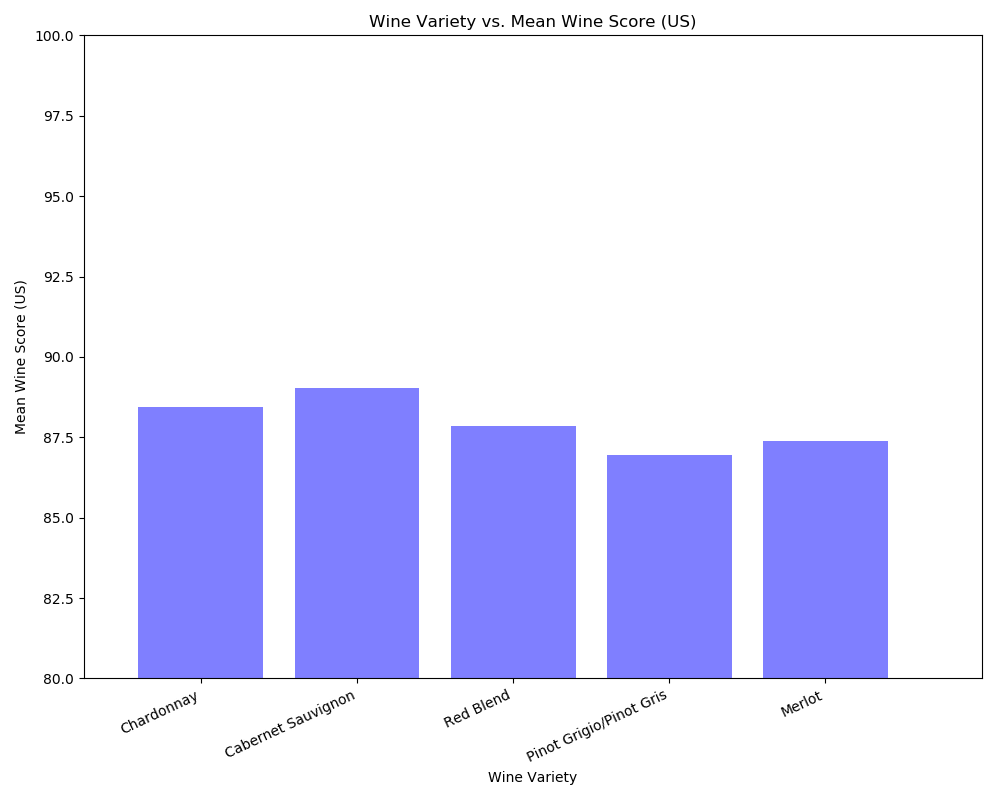 Wine Variety vs. Mean Wine Score (US)
100.0
97.5
95.0
92.5
90.0
87.5
85.0
82.5
80.0
Mean Wine Score (US)
Chardonnay
Cabernet Sauvignon
Red Blend
Pinot Grigio/Pinot Gris
Merlot
Wine Variety